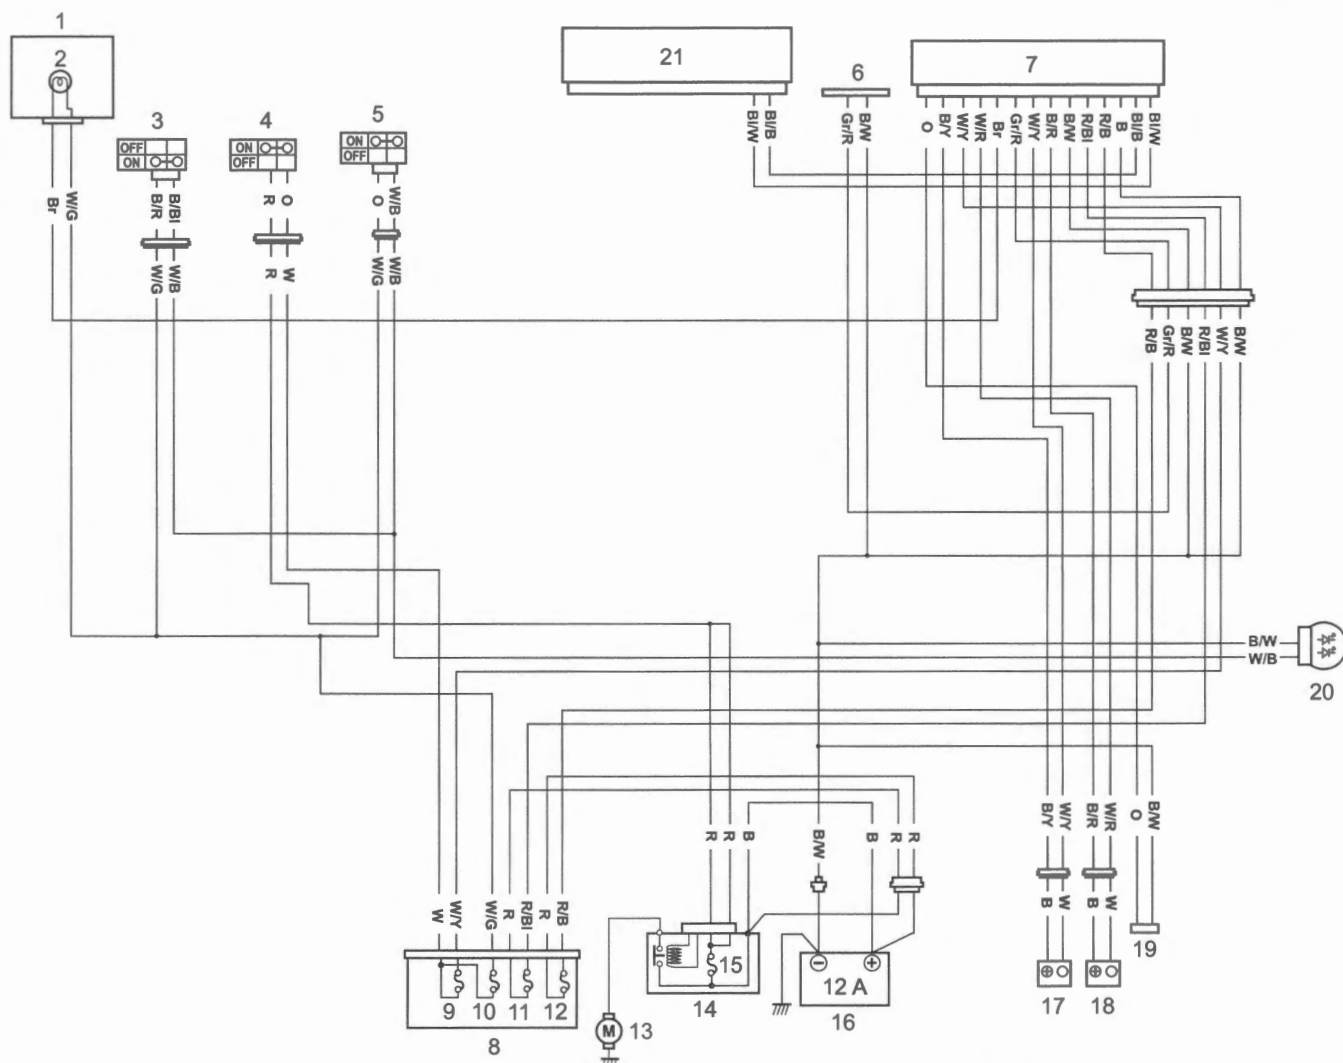 1
2
21
6
7
3
4
5
OFF
ON
ON
OFF
ON
OFF
Bl/W
Bl/B
Gr/R
B/W
O
B/Y
W/Y
W/R
Br
Gr/R
W/Y
B/R
B/W
R/Bl
R/B
B
Bl/B
Bl/W
Br
W/G
B/R
B/Bl
R
O
O
W/B
W/G
W/B
R
W
W/G
W/B
R/B
Gr/R
B/W
R/Bl
W/Y
B/W
B/W
W/B
20
B/Y
W/Y
B/R
W/R
O
B/W
R
R
B
B/W
B
R
R
W
W/Y
W/G
R
R/Bl
R
R/B
B
W
B
W
19
15
12 A
9
10
11
12
8
M
13
14
16
17
18